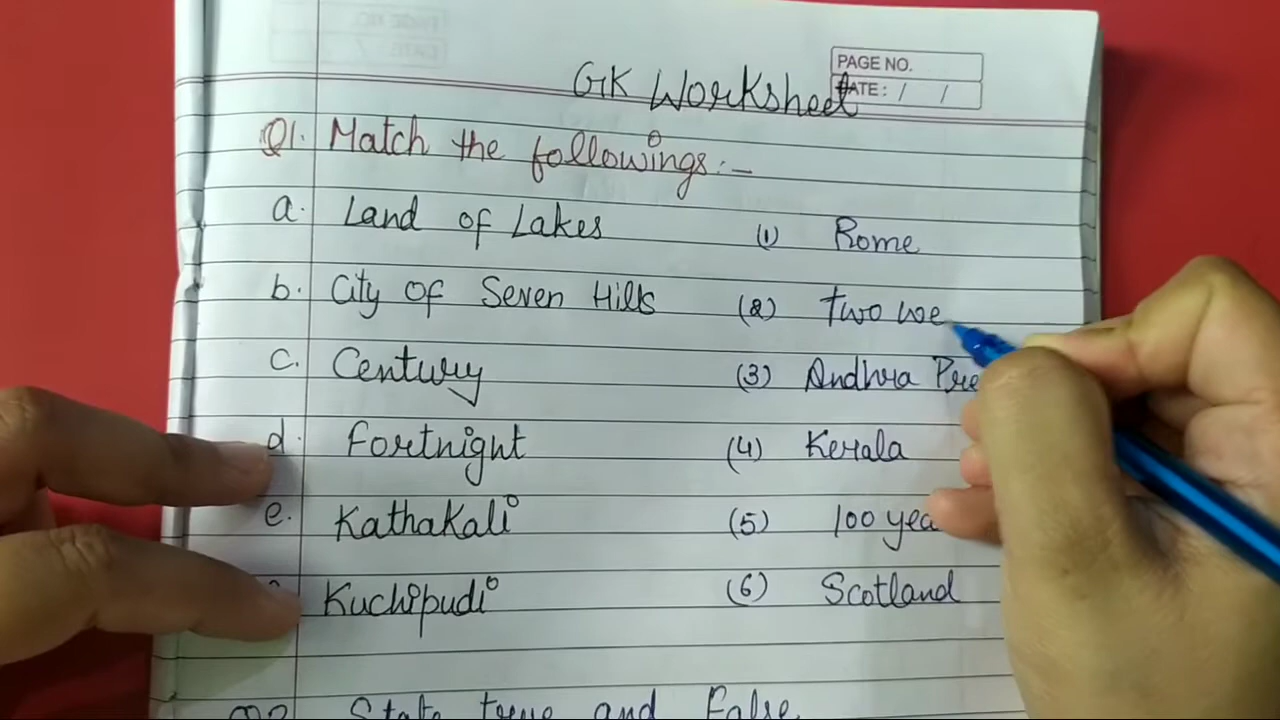 PAGE NO.
DATE: / /
GK Worksheet
Q1. Match the followings:-
a. Land of Lakes (1) Rome
b. City Of Seven Hills (2) two we
c. Century (3) Andhra Pre
d. Fortnight (4) Kerala
e. Kathakali (5) 100 yea
Kuchipudi (6) Scotland
State true and False